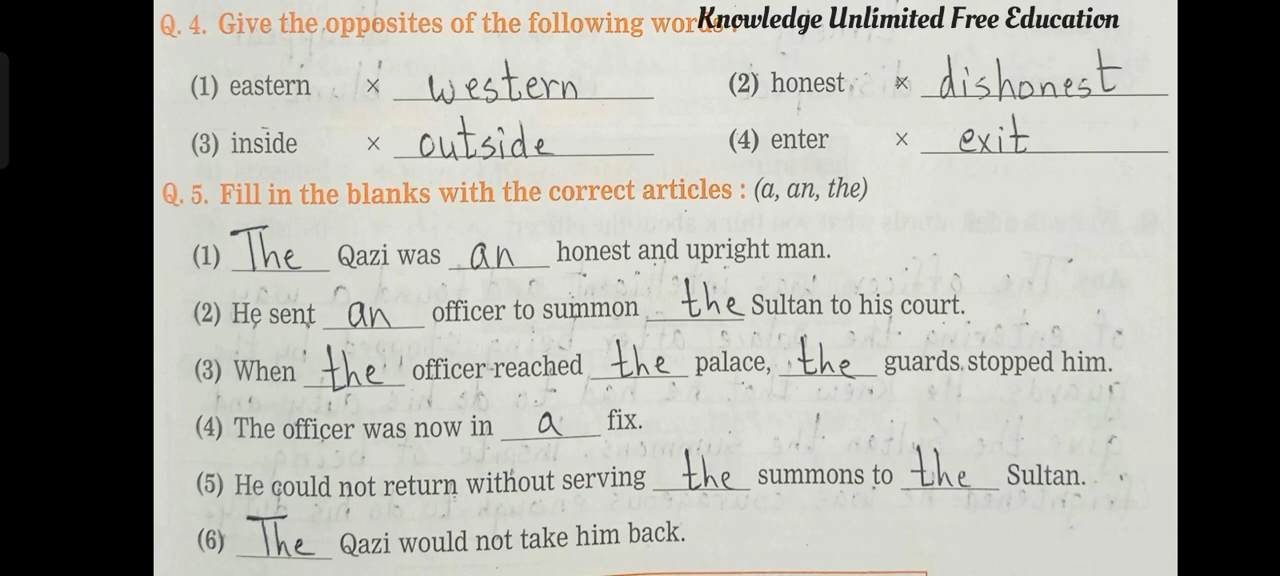 Q. 4. Give the opposites of the following wor Knowledge Unlimited Free Education
(1) eastern × western (2) honest × dishonest
(3) inside × outside (4) enter × exit
Q. 5. Fill in the blanks with the correct articles : (a, an, the)
(1) The Qazi was an honest and upright man.
(2) He sent an officer to summon the Sultan to his court.
(3) When the officer reached the palace, the guards stopped him.
(4) The officer was now in a fix.
(5) He could not return without serving the summons to the Sultan.
(6) The Qazi would not take him back.